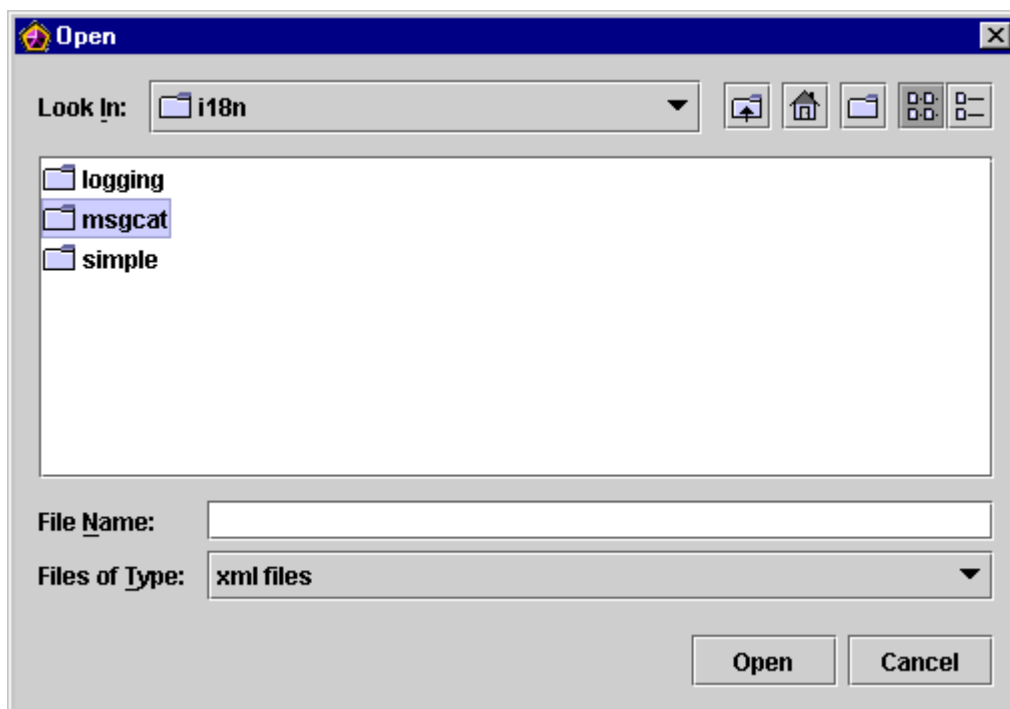 Open
Look In: i18n
logging
msgcat
simple
File Name:
Files of Type: xml files
Open Cancel